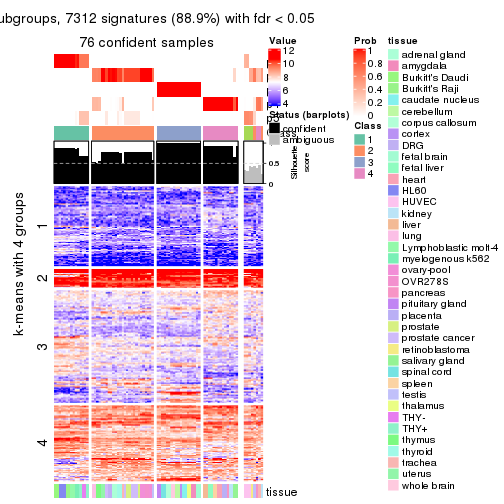 ubgroups, 7312 signatures (88.9%) with fdr < 0.05
76 confident samples
k-means with 4 groups
1
2
3
4
Value
12
10
8
6
4
Status (barplots)
confident
ambiguous
0.5
0
Silhouette
score
Prob
1
0.8
0.6
0.4
0.2
0
Class
1
2
3
4
tissue
tissue
adrenal gland
amygdala
Burkitt's Daudi
Burkitt's Raji
caudate nucleus
cerebellum
corpus callosum
cortex
DRG
fetal brain
fetal liver
heart
HL60
HUVEC
kidney
liver
lung
Lymphoblastic molt-4
myelogenous k562
ovary-pool
OVR278S
pancreas
pituitary gland
placenta
prostate
prostate cancer
retinoblastoma
salivary gland
spinal cord
spleen
testis
thalamus
THY-
THY+
thymus
thyroid
trachea
uterus
whole brain